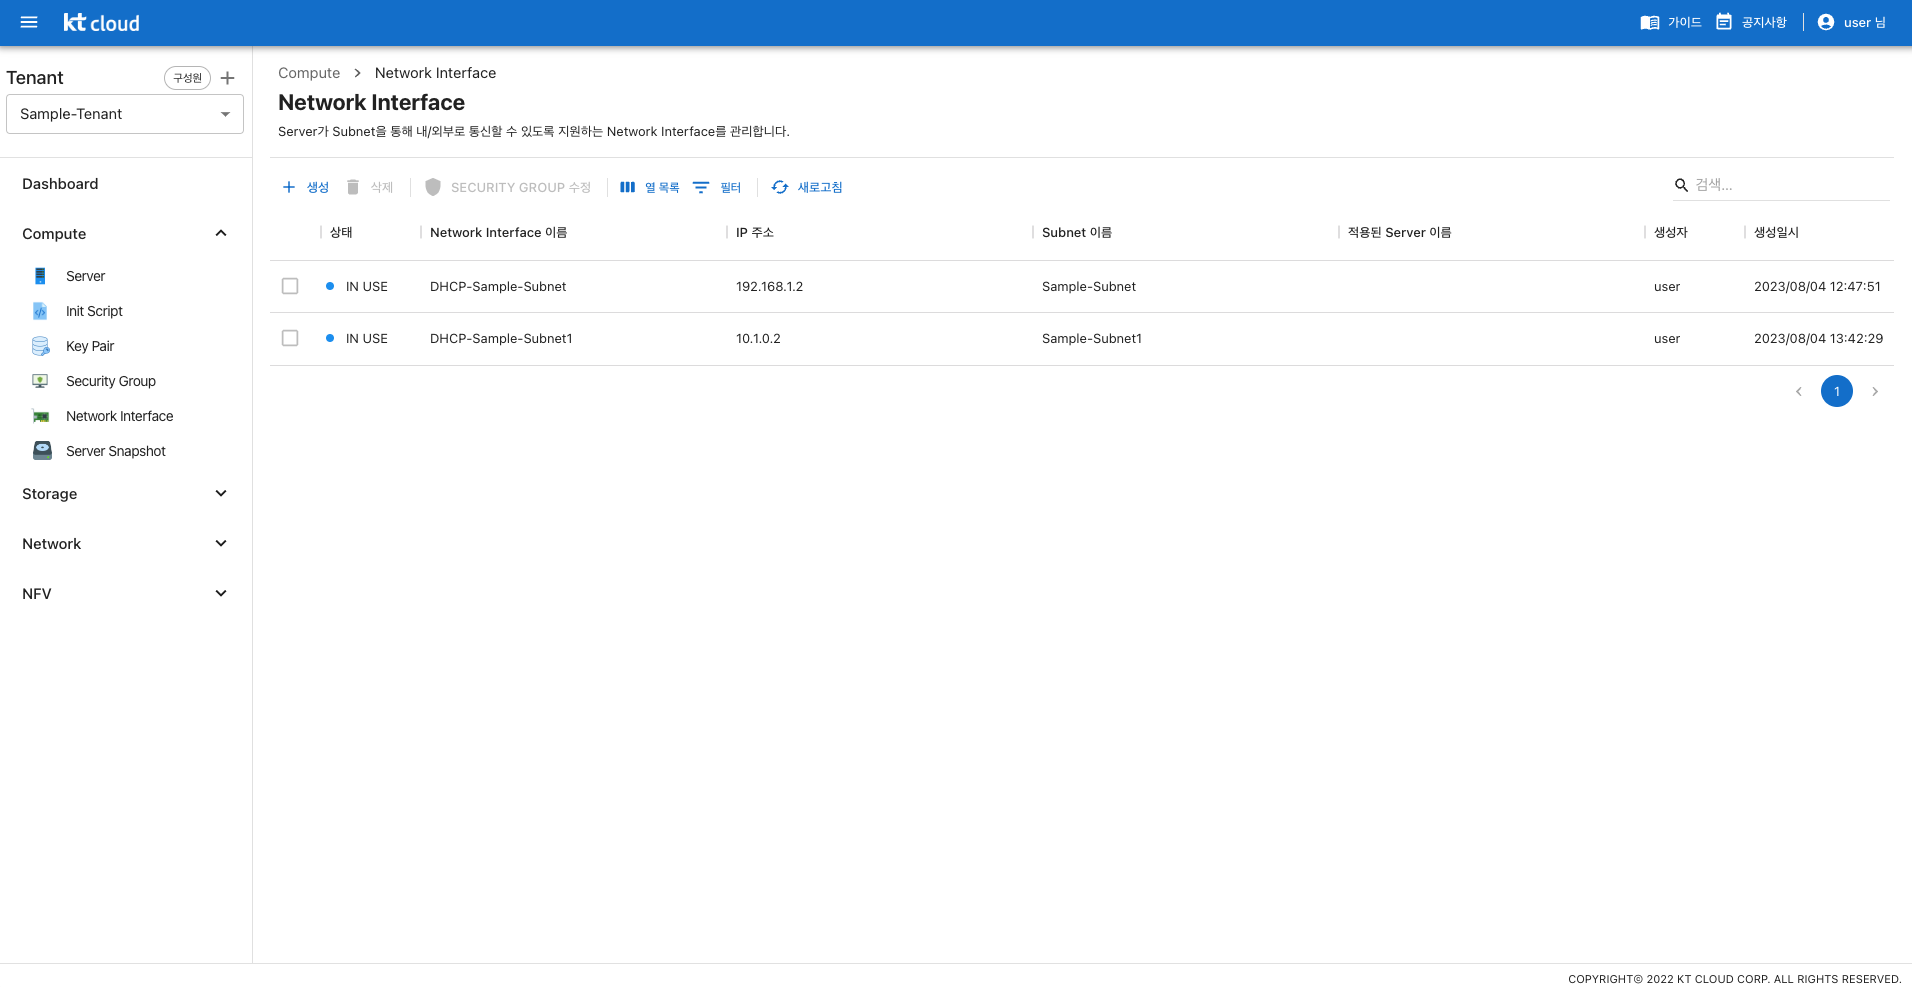 kt cloud
가이드
공지사항
user 님
Tenant
구성원
Sample-Tenant
Dashboard
Compute
Server
Init Script
Key Pair
Security Group
Network Interface
Server Snapshot
Storage
Network
NFV
Compute > Network Interface
Network Interface
Server가 Subnet을 통해 내/외부로 통신할 수 있도록 지원하는 Network Interface를 관리합니다.
생성 삭제 SECURITY GROUP 수정 열 목록 필터 새로고침 검색...
상태 Network Interface 이름 IP 주소 Subnet 이름 적용된 Server 이름 생성자 생성일시
IN USE DHCP-Sample-Subnet 192.168.1.2 Sample-Subnet user 2023/08/04 12:47:51
IN USE DHCP-Sample-Subnet1 10.1.0.2 Sample-Subnet1 user 2023/08/04 13:42:29
1
COPYRIGHT© 2022 KT CLOUD CORP. ALL RIGHTS RESERVED.